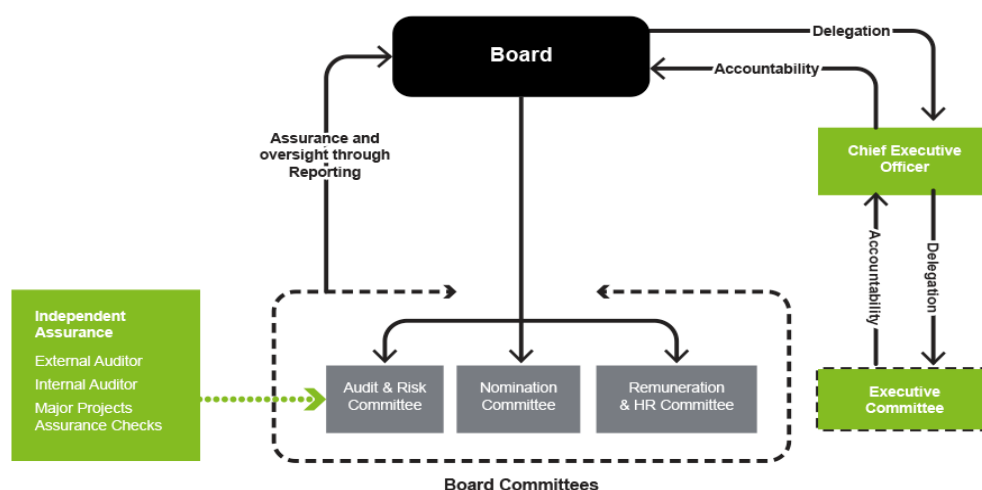 Board
Delegation
Accountability
Assurance and
oversight through
Reporting
Chief Executive
Officer
Accountability
Delegation
Independent
Assurance
External Auditor
Internal Auditor
Major Projects
Assurance Checks
Audit & Risk
Committee
Nomination
Committee
Remuneration
& HR Committee
Executive
Committee
Board Committees